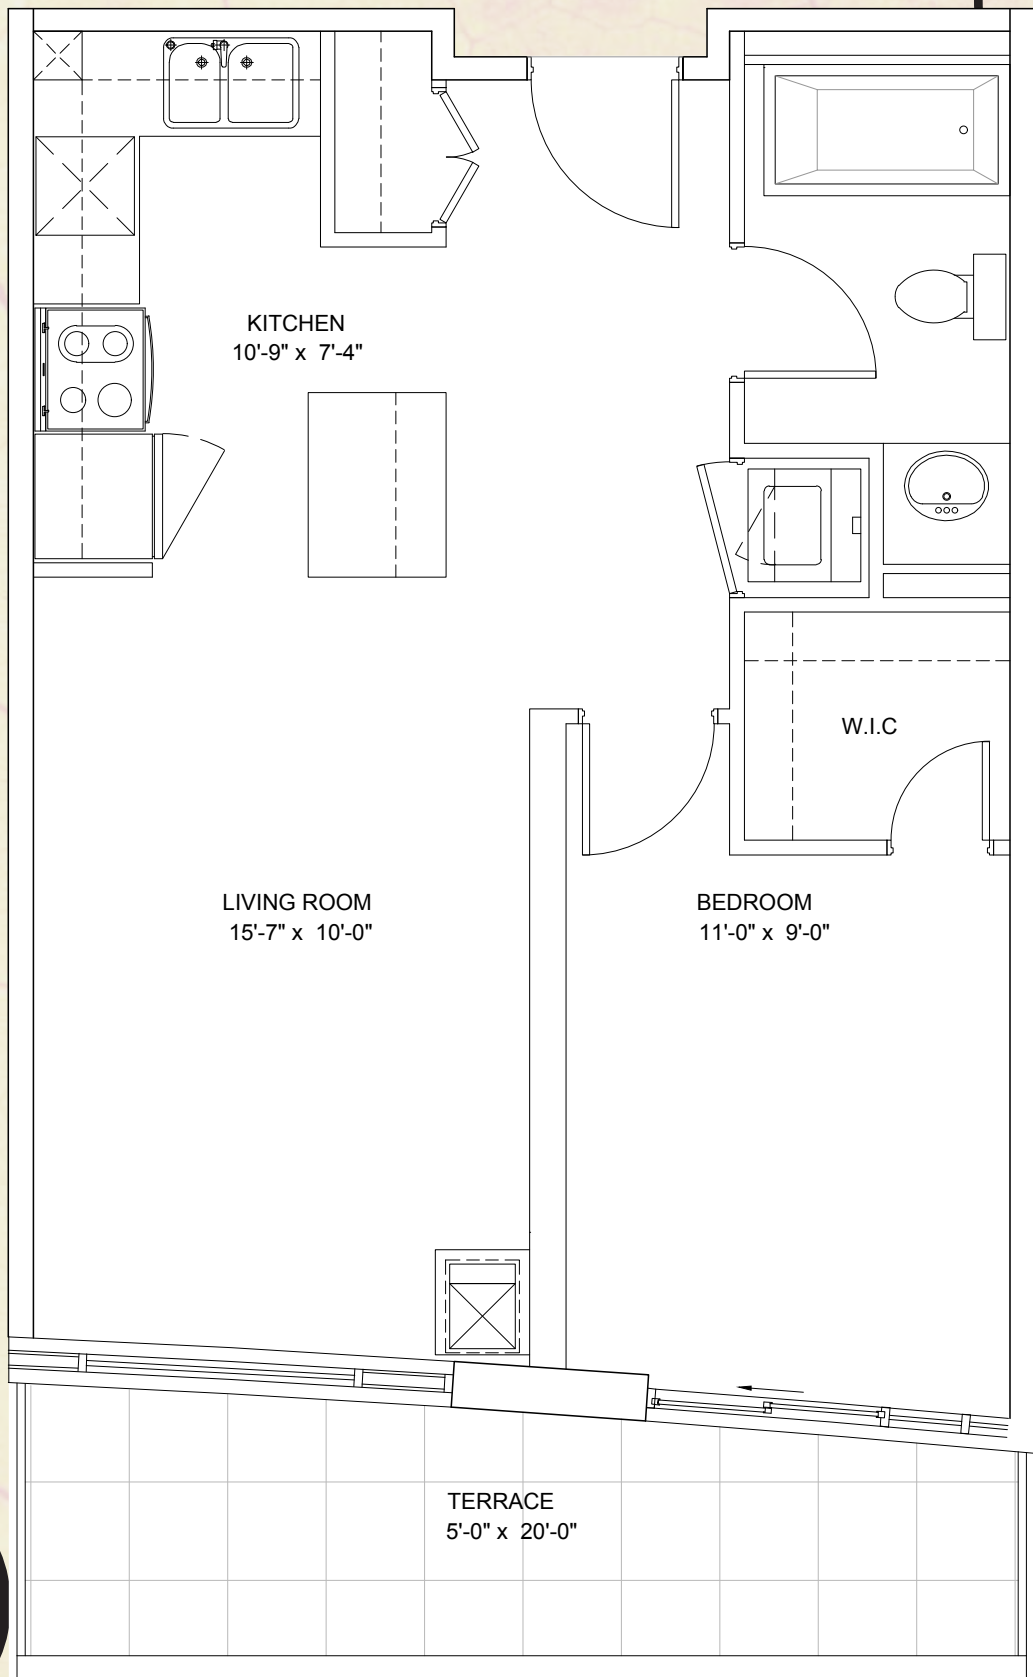 KITCHEN
10'-9" x 7'-4"
W.I.C
LIVING ROOM
15'-7" x 10'-0"
BEDROOM
11'-0" x 9'-0"
TERRACE
5'-0" x 20'-0"